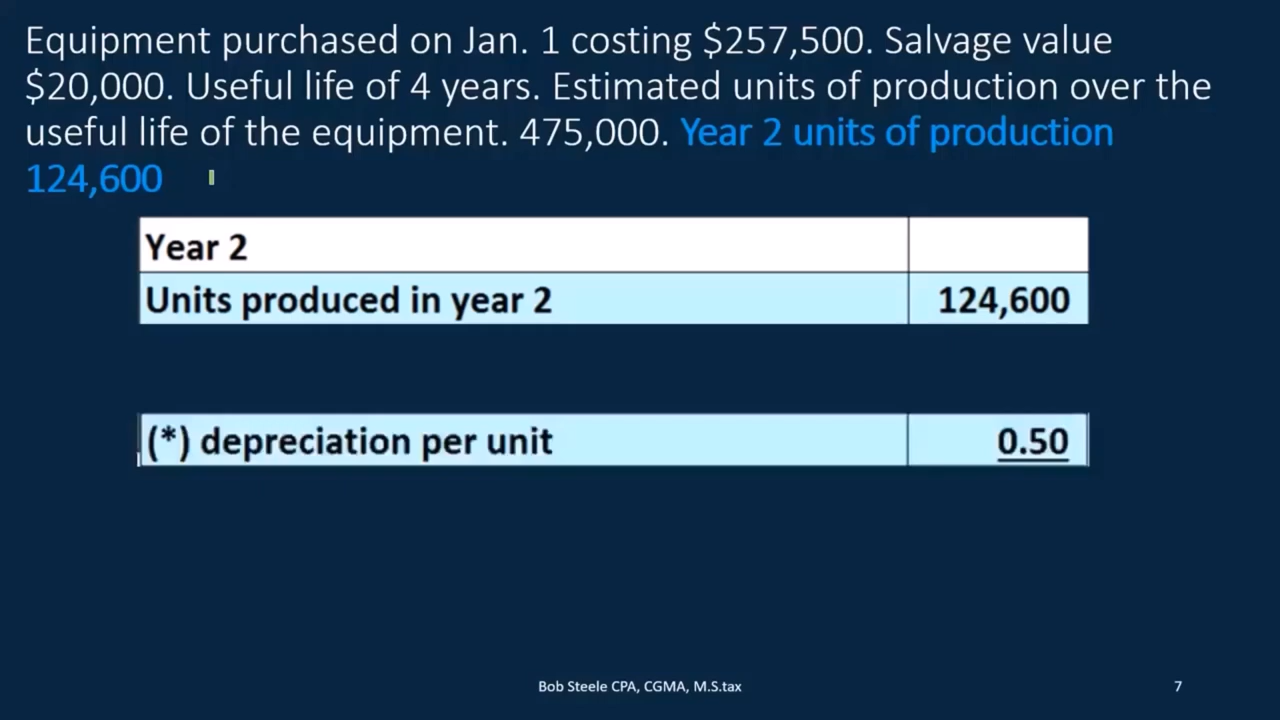 Equipment purchased on Jan. 1 costing $257,500. Salvage value
$20,000. Useful life of 4 years. Estimated units of production over the
useful life of the equipment. 475,000. Year 2 units of production
124,600
Year 2
Units produced in year 2 124,600
(*) depreciation per unit 0.50
Bob Steele CPA, CGMA, M.S.tax 7